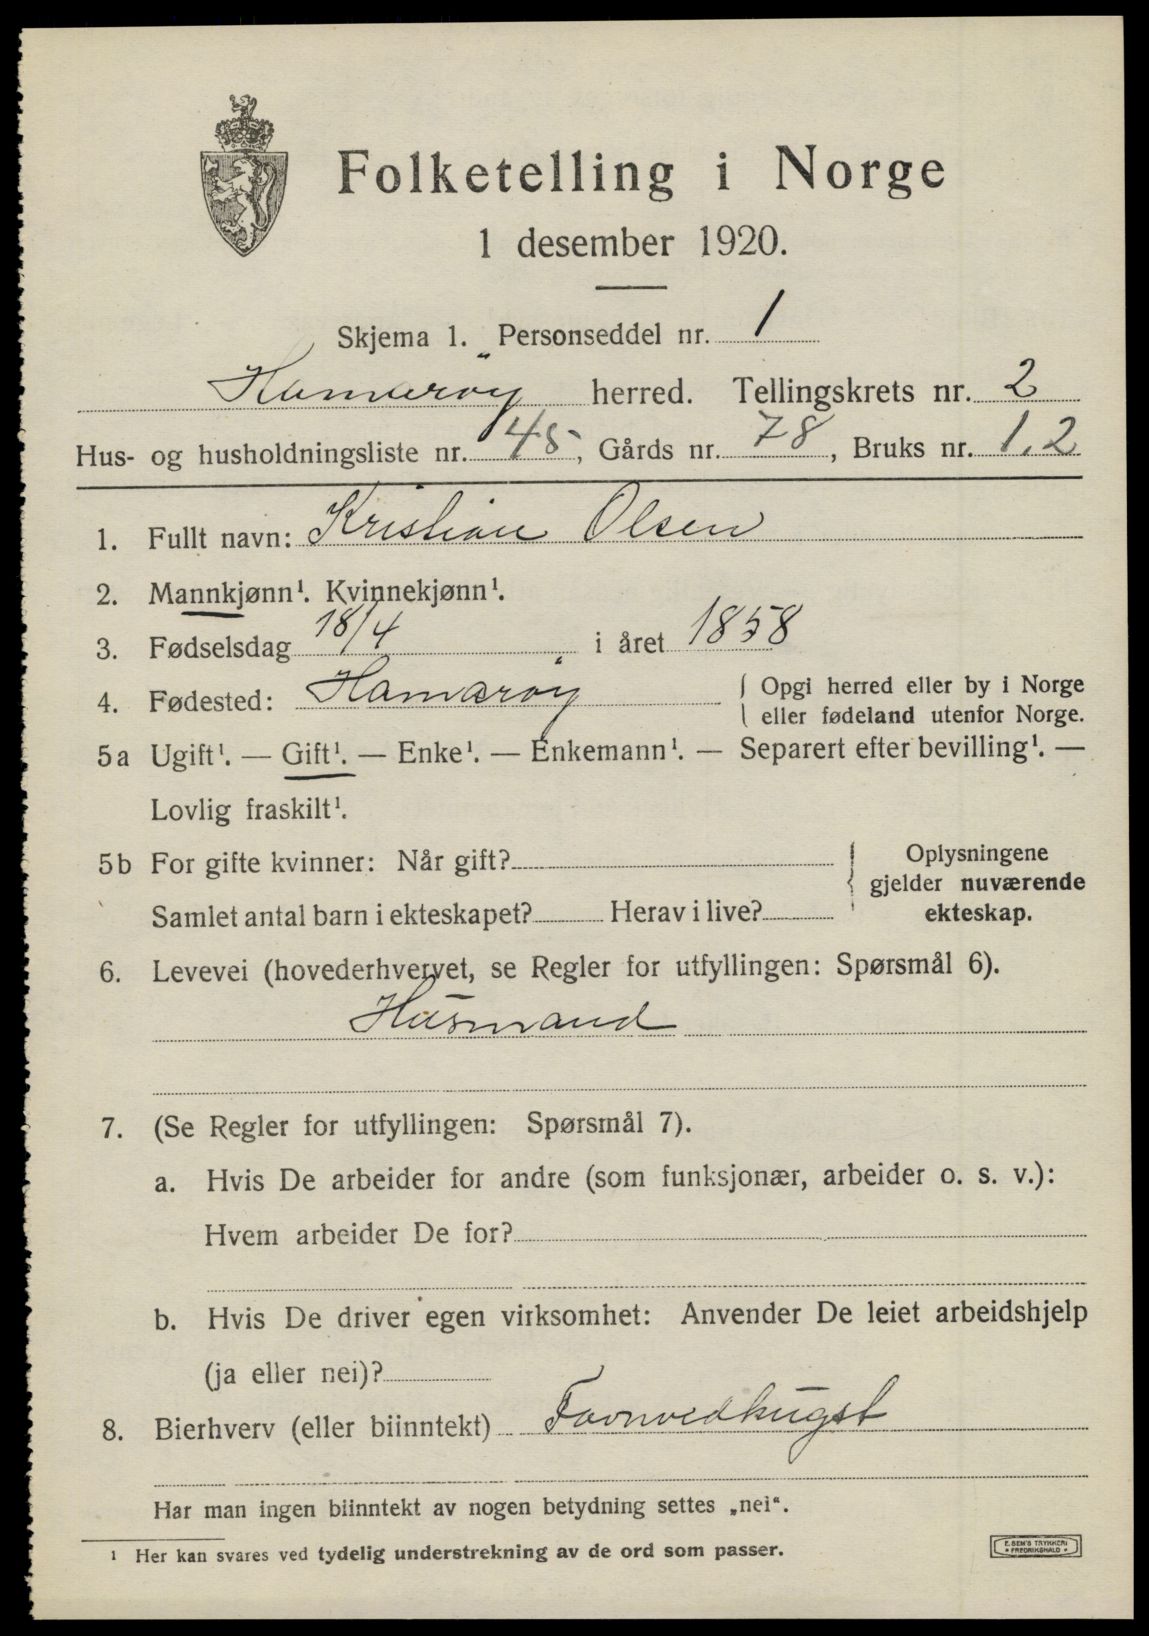 Folketelling i Norge
1 desember 1920.
Skjema 1. Personseddel nr. 1
Hamarøy herred. Tellingskrets nr. 2
Hus- og husholdningsliste nr. 45, Gårds nr. 78, Bruks nr. 1,2
1. Fullt navn: Kristian Olsen
2. Mannkjønn¹. Kvinnekjønn¹.
3. Fødselsdag 18/4 i året 1858
4. Fødested: Hamarøy { Opgi herred eller by i Norge
eller fødeland utenfor Norge.
5a Ugift¹. — Gift¹. — Enke¹. — Enkemann¹. — Separert efter bevilling¹. —
Lovlig fraskilt¹.
5b For gifte kvinner: Når gift?
Samlet antal barn i ekteskapet? Herav i live?
{ Oplysningene
gjelder nuværende
ekteskap.
6. Levevei (hovederhvervet, se Regler for utfyllingen: Spørsmål 6).
Husmand
7. (Se Regler for utfyllingen: Spørsmål 7).
a. Hvis De arbeider for andre (som funksjonær, arbeider o. s. v.):
Hvem arbeider De for?
b. Hvis De driver egen virksomhet: Anvender De leiet arbeidshjelp
(ja eller nei)?
8. Bierhverv (eller biinntekt) Favnvedhugst
Har man ingen biinntekt av nogen betydning settes „nei“.
¹ Her kan svares ved tydelig understrekning av de ord som passer.
E. SEM'S TRYKKERI
* FREDRIKSHALD *